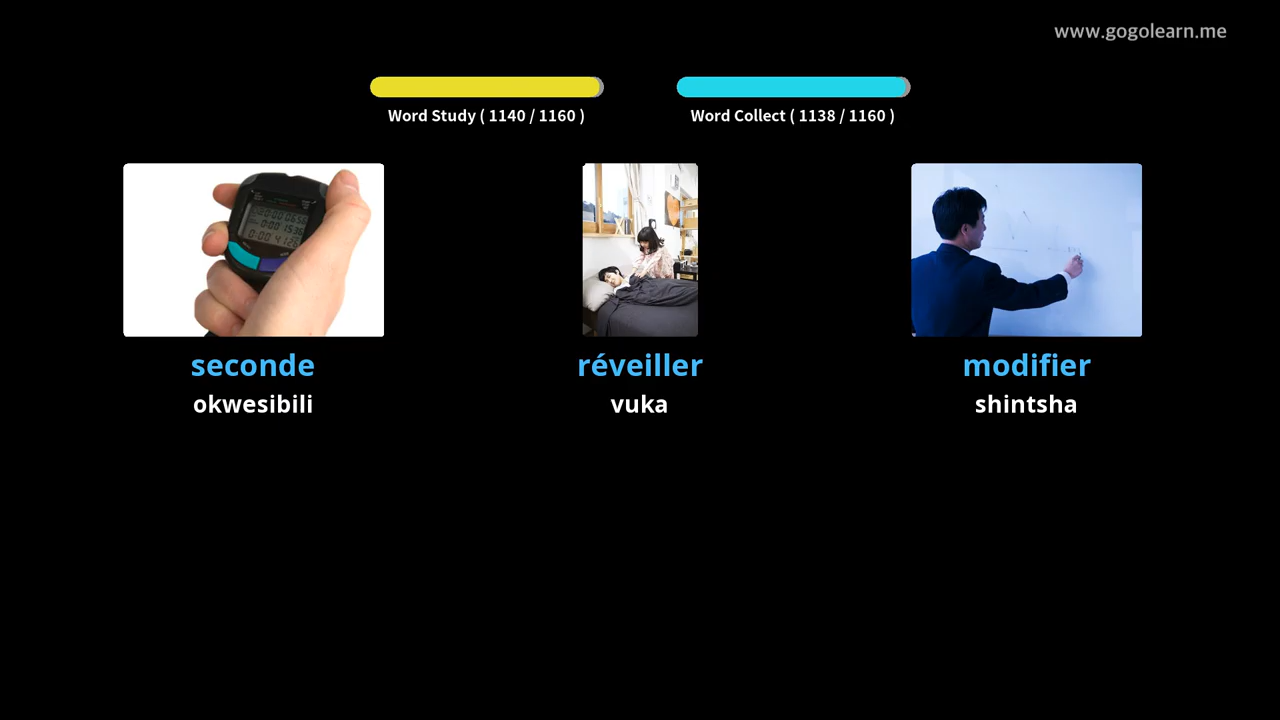 www.gogolearn.me
Word Study ( 1140 / 1160 )
Word Collect ( 1138 / 1160 )
seconde
okwesibili
réveiller
vuka
modifier
shintsha